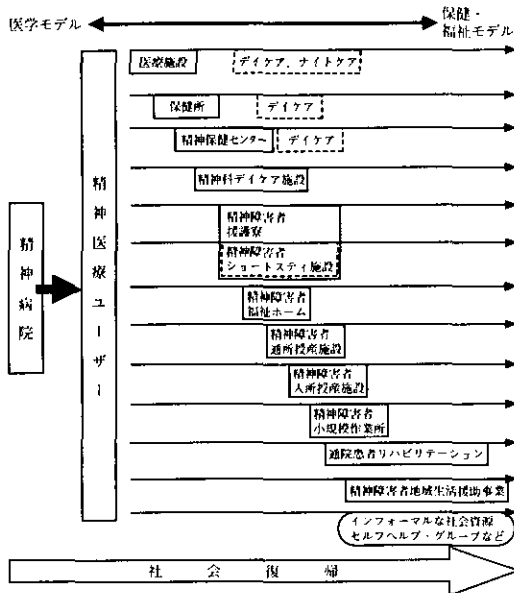 医学モデル
保健・
福祉モデル
医療施設
デイケア、ナイトケア
保健所
デイケア
精神保健センター
デイケア
精神科デイケア施設
精神障害者
援護寮
精神障害者
ショートスティ施設
精神障害者
福祉ホーム
精神障害者
通所授産施設
精神障害者
入所授産施設
精神障害者
小規模作業所
通院患者リハビリテーション
精神障害者地域生活援助事業
インフォーマルな社会資源
セルフヘルプ・グループなど
精神病院
精神医療ユーザー
社会復帰